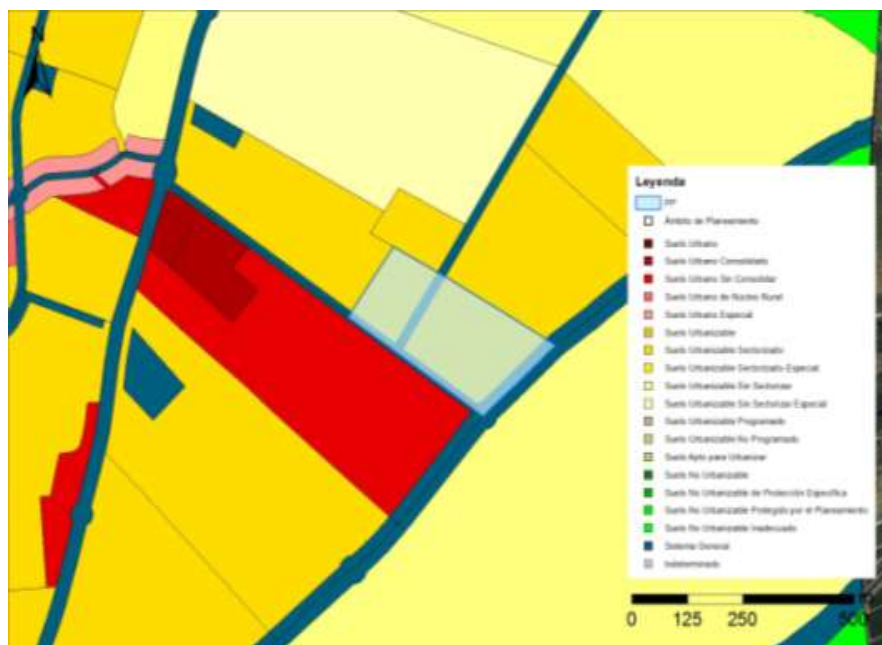 N
Leyenda
PP
Ámbito de Planeamiento
Suelo Urbano
Suelo Urbano Consolidado
Suelo Urbano Sin Consolidar
Suelo Urbano de Núcleo Rural
Suelo Urbano Especial
Suelo Urbanizable
Suelo Urbanizable Sectorizado
Suelo Urbanizable Sectorizado Especial
Suelo Urbanizable Sin Sectorizar
Suelo Urbanizable Sin Sectorizar Especial
Suelo Urbanizable Programado
Suelo Urbanizable No Programado
Suelo Apto para Urbanizar
Suelo No Urbanizable
Suelo No Urbanizable de Protección Específica
Suelo No Urbanizable Protegido por el Planeamiento
Suelo No Urbanizable Inadecuado
Sistema General
Indeterminado
0 125 250 500